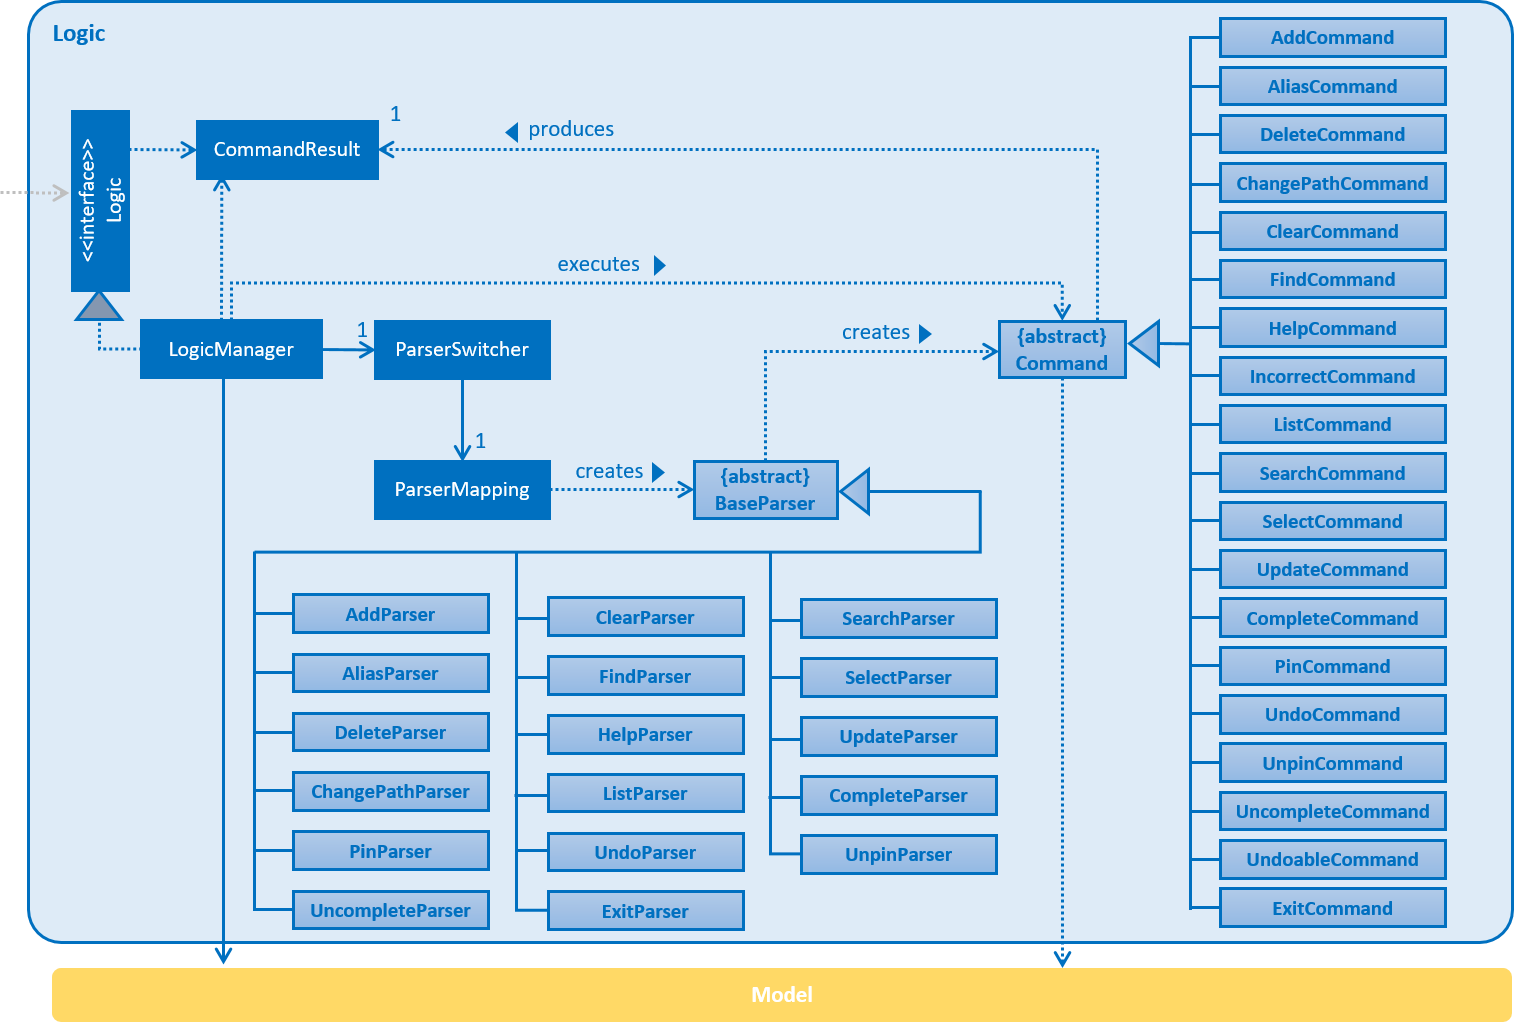 Logic
<<interface>>
Logic
CommandResult
1
produces
executes
LogicManager
1
ParserSwitcher
creates
{abstract}
Command
1
ParserMapping
creates
{abstract}
BaseParser
AddParser
AliasParser
DeleteParser
ChangePathParser
PinParser
UncompleteParser
ClearParser
FindParser
HelpParser
ListParser
UndoParser
ExitParser
SearchParser
SelectParser
UpdateParser
CompleteParser
UnpinParser
AddCommand
AliasCommand
DeleteCommand
ChangePathCommand
ClearCommand
FindCommand
HelpCommand
IncorrectCommand
ListCommand
SearchCommand
SelectCommand
UpdateCommand
CompleteCommand
PinCommand
UndoCommand
UnpinCommand
UncompleteCommand
UndoableCommand
ExitCommand
Model